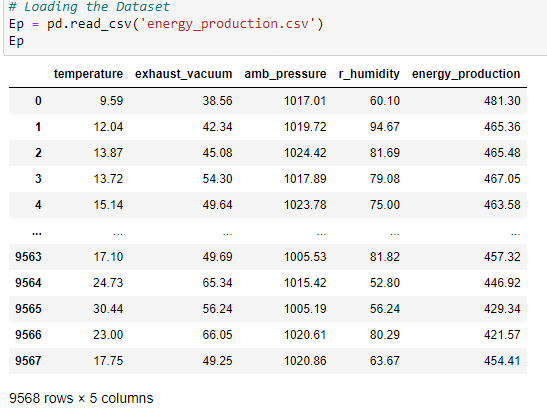 # Loading the Dataset
Ep = pd.read_csv('energy_production.csv')
Ep
temperature exhaust_vacuum amb_pressure r_humidity energy_production
0 9.59 38.56 1017.01 60.10 481.30
1 12.04 42.34 1019.72 94.67 465.36
2 13.87 45.08 1024.42 81.69 465.48
3 13.72 54.30 1017.89 79.08 467.05
4 15.14 49.64 1023.78 75.00 463.58
... ... ... ... ... ...
9563 17.10 49.69 1005.53 81.82 457.32
9564 24.73 65.34 1015.42 52.80 446.92
9565 30.44 56.24 1005.19 56.24 429.34
9566 23.00 66.05 1020.61 80.29 421.57
9567 17.75 49.25 1020.86 63.67 454.41
9568 rows × 5 columns